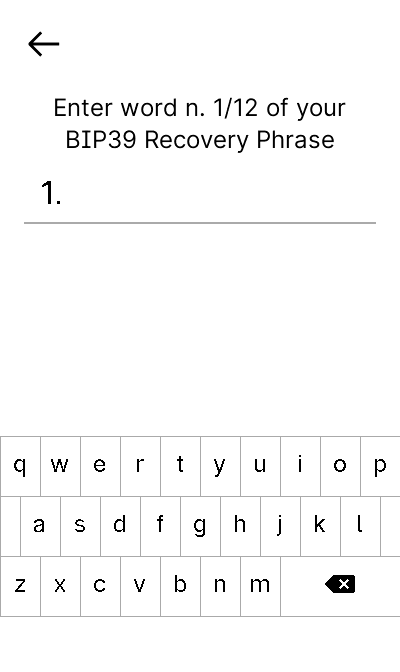 Enter word n. 1/12 of your
BIP39 Recovery Phrase
1.
q w e r t y u i o p
a s d f g h j k l
z x c v b n m